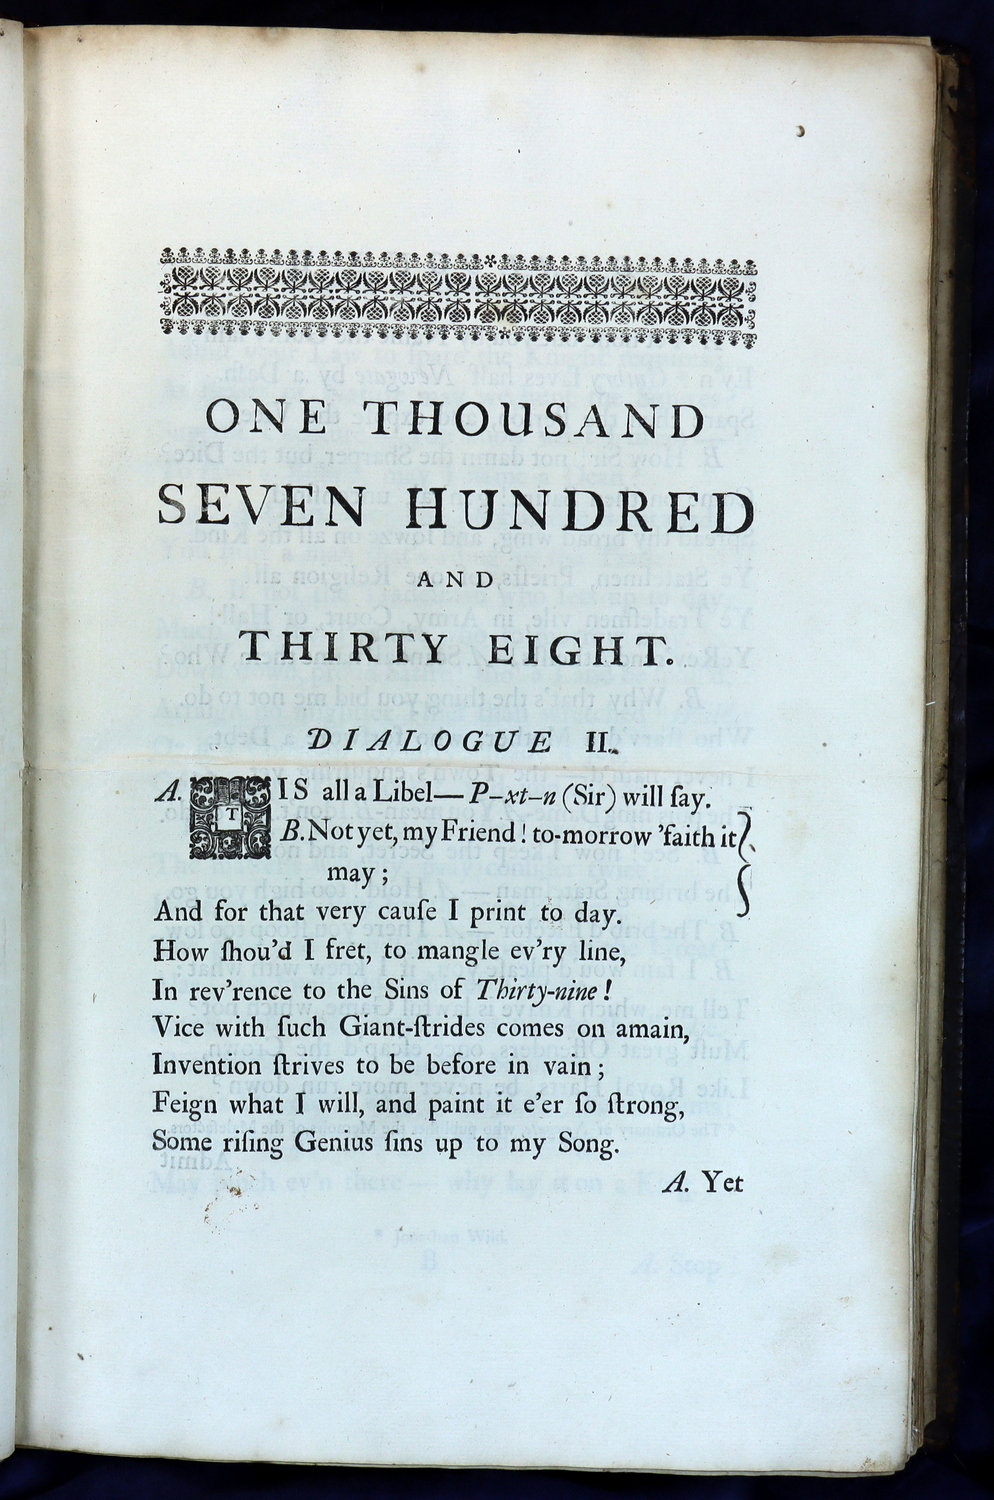 ONE THOUSAND
SEVEN HUNDRED
AND
THIRTY EIGHT.
DIALOGUE II.
A. TIS all a Libel— P–xt–n (Sir) will ſay.
B. Not yet, my Friend! to-morrow 'faith it
may;
And for that very cauſe I print to day.
How ſhou'd I fret, to mangle ev'ry line,
In rev'rence to the Sins of Thirty-nine!
Vice with ſuch Giant-ſtrides comes on amain,
Invention ſtrives to be before in vain;
Feign what I will, and paint it e'er ſo ſtrong,
Some riſing Genius ſins up to my Song.
A. Yet